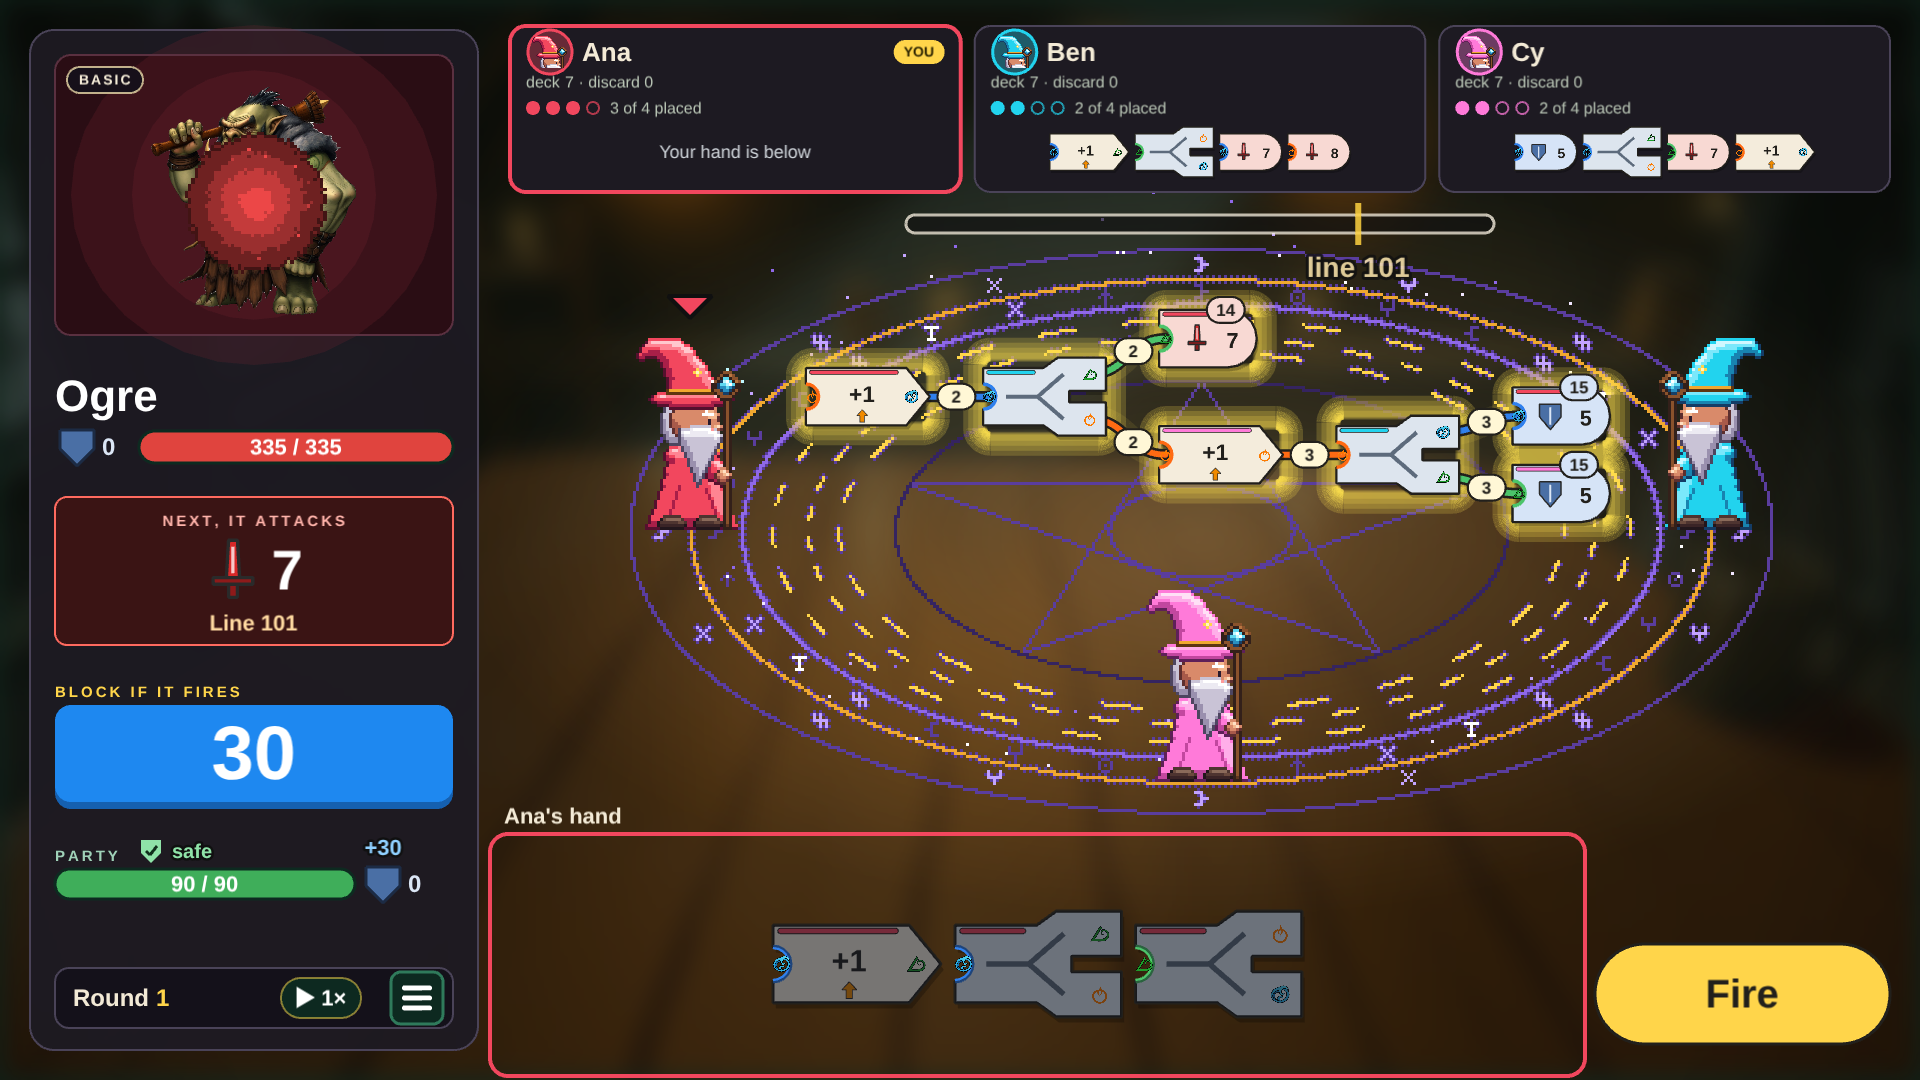 BASIC
Ogre
0
335 / 335
NEXT, IT ATTACKS
7
Line 101
BLOCK IF IT FIRES
30
PARTY
safe
+30
90 / 90
0
Round 1
1×
Ana
YOU
deck 7 · discard 0
3 of 4 placed
Your hand is below
Ben
deck 7 · discard 0
2 of 4 placed
+1
7
8
Cy
deck 7 · discard 0
2 of 4 placed
5
7
+1
line 101
+1
2
2
14
7
2
+1
3
3
15
5
3
15
5
Ana's hand
+1
Fire